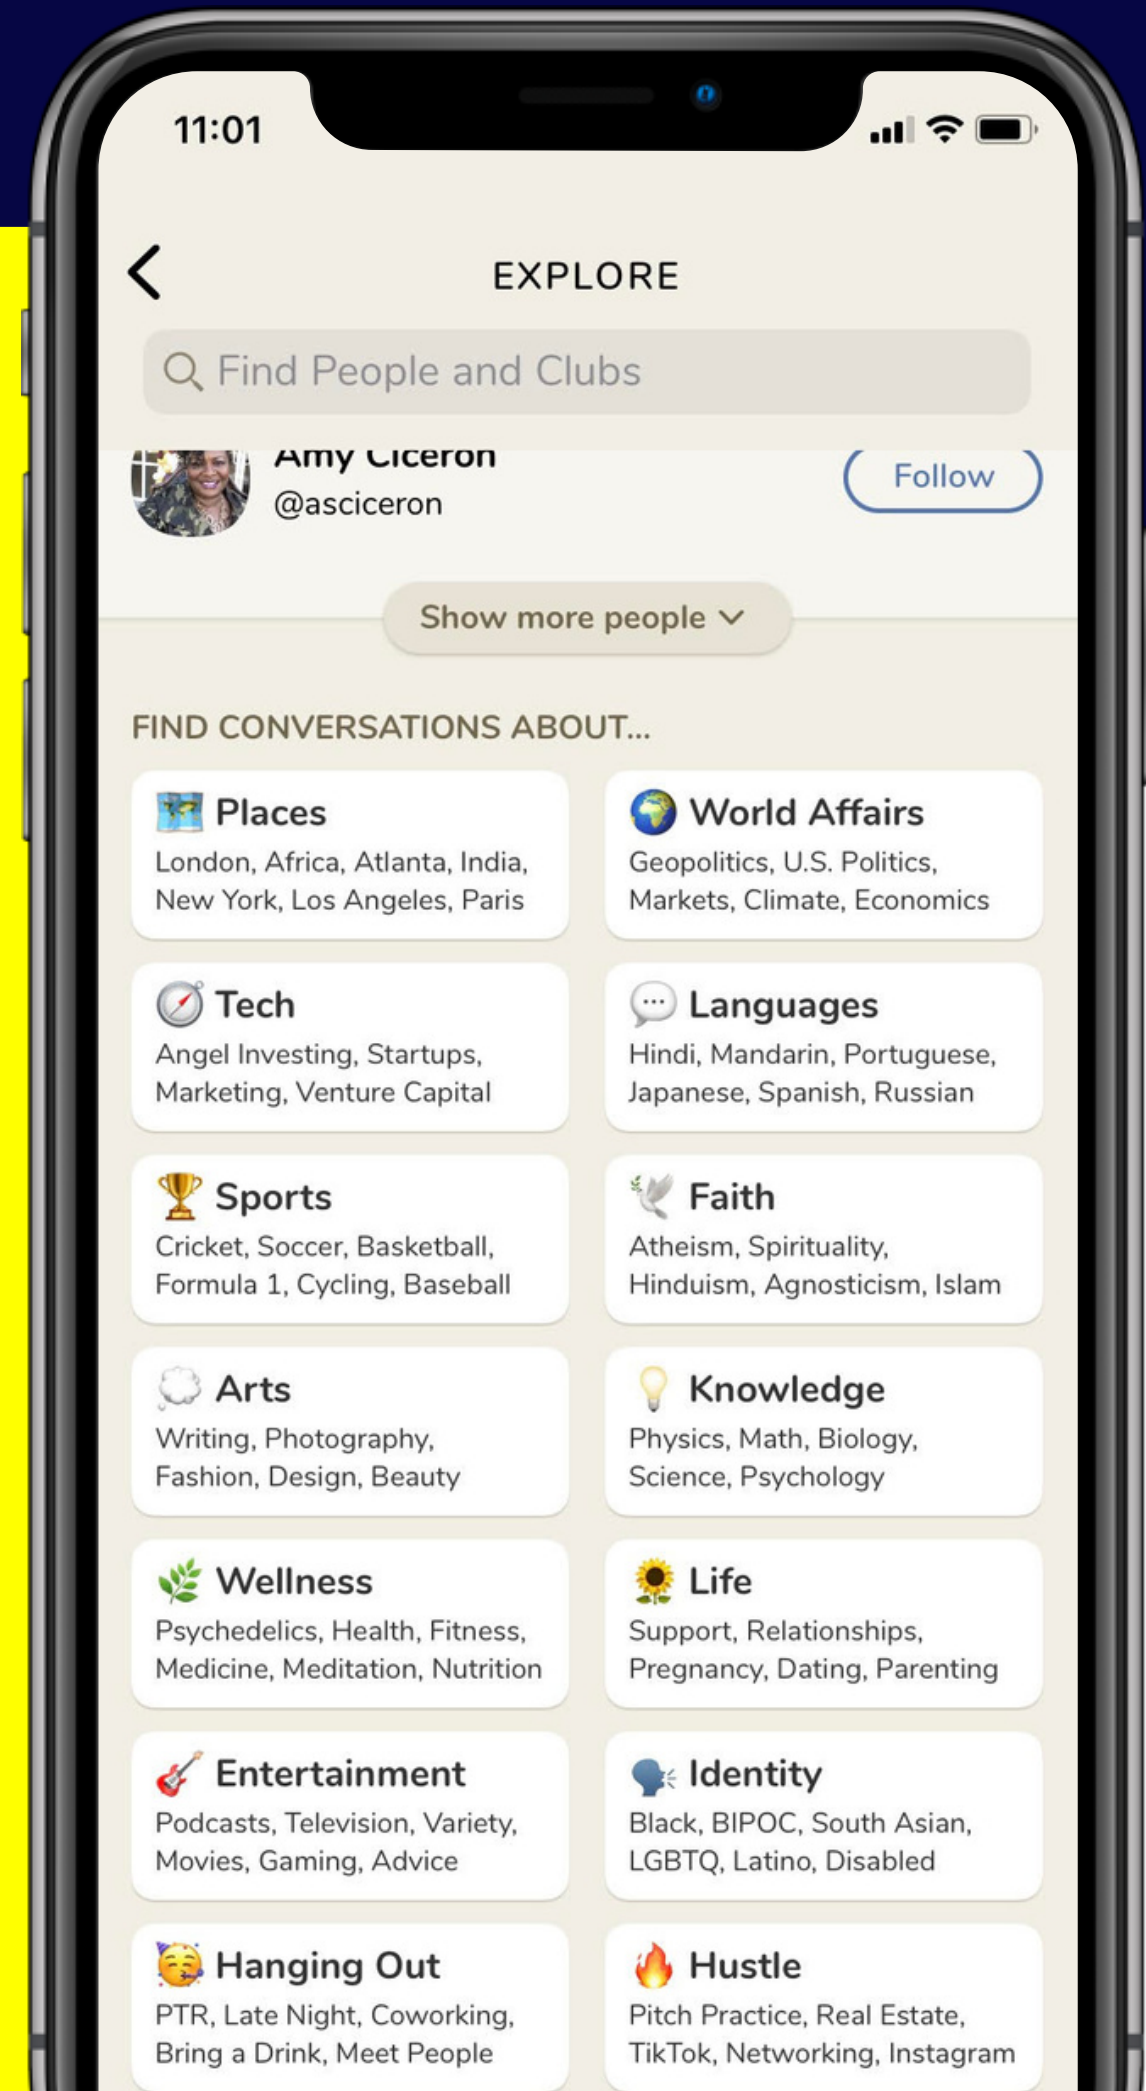 11:01
EXPLORE
Find People and Clubs
Amy Ciceron
@asciceron
Follow
Show more people
FIND CONVERSATIONS ABOUT...
Places
London, Africa, Atlanta, India,
New York, Los Angeles, Paris
World Affairs
Geopolitics, U.S. Politics,
Markets, Climate, Economics
Tech
Angel Investing, Startups,
Marketing, Venture Capital
Languages
Hindi, Mandarin, Portuguese,
Japanese, Spanish, Russian
Sports
Cricket, Soccer, Basketball,
Formula 1, Cycling, Baseball
Faith
Atheism, Spirituality,
Hinduism, Agnosticism, Islam
Arts
Writing, Photography,
Fashion, Design, Beauty
Knowledge
Physics, Math, Biology,
Science, Psychology
Wellness
Psychedelics, Health, Fitness,
Medicine, Meditation, Nutrition
Life
Support, Relationships,
Pregnancy, Dating, Parenting
Entertainment
Podcasts, Television, Variety,
Movies, Gaming, Advice
Identity
Black, BIPOC, South Asian,
LGBTQ, Latino, Disabled
Hanging Out
PTR, Late Night, Coworking,
Bring a Drink, Meet People
Hustle
Pitch Practice, Real Estate,
TikTok, Networking, Instagram